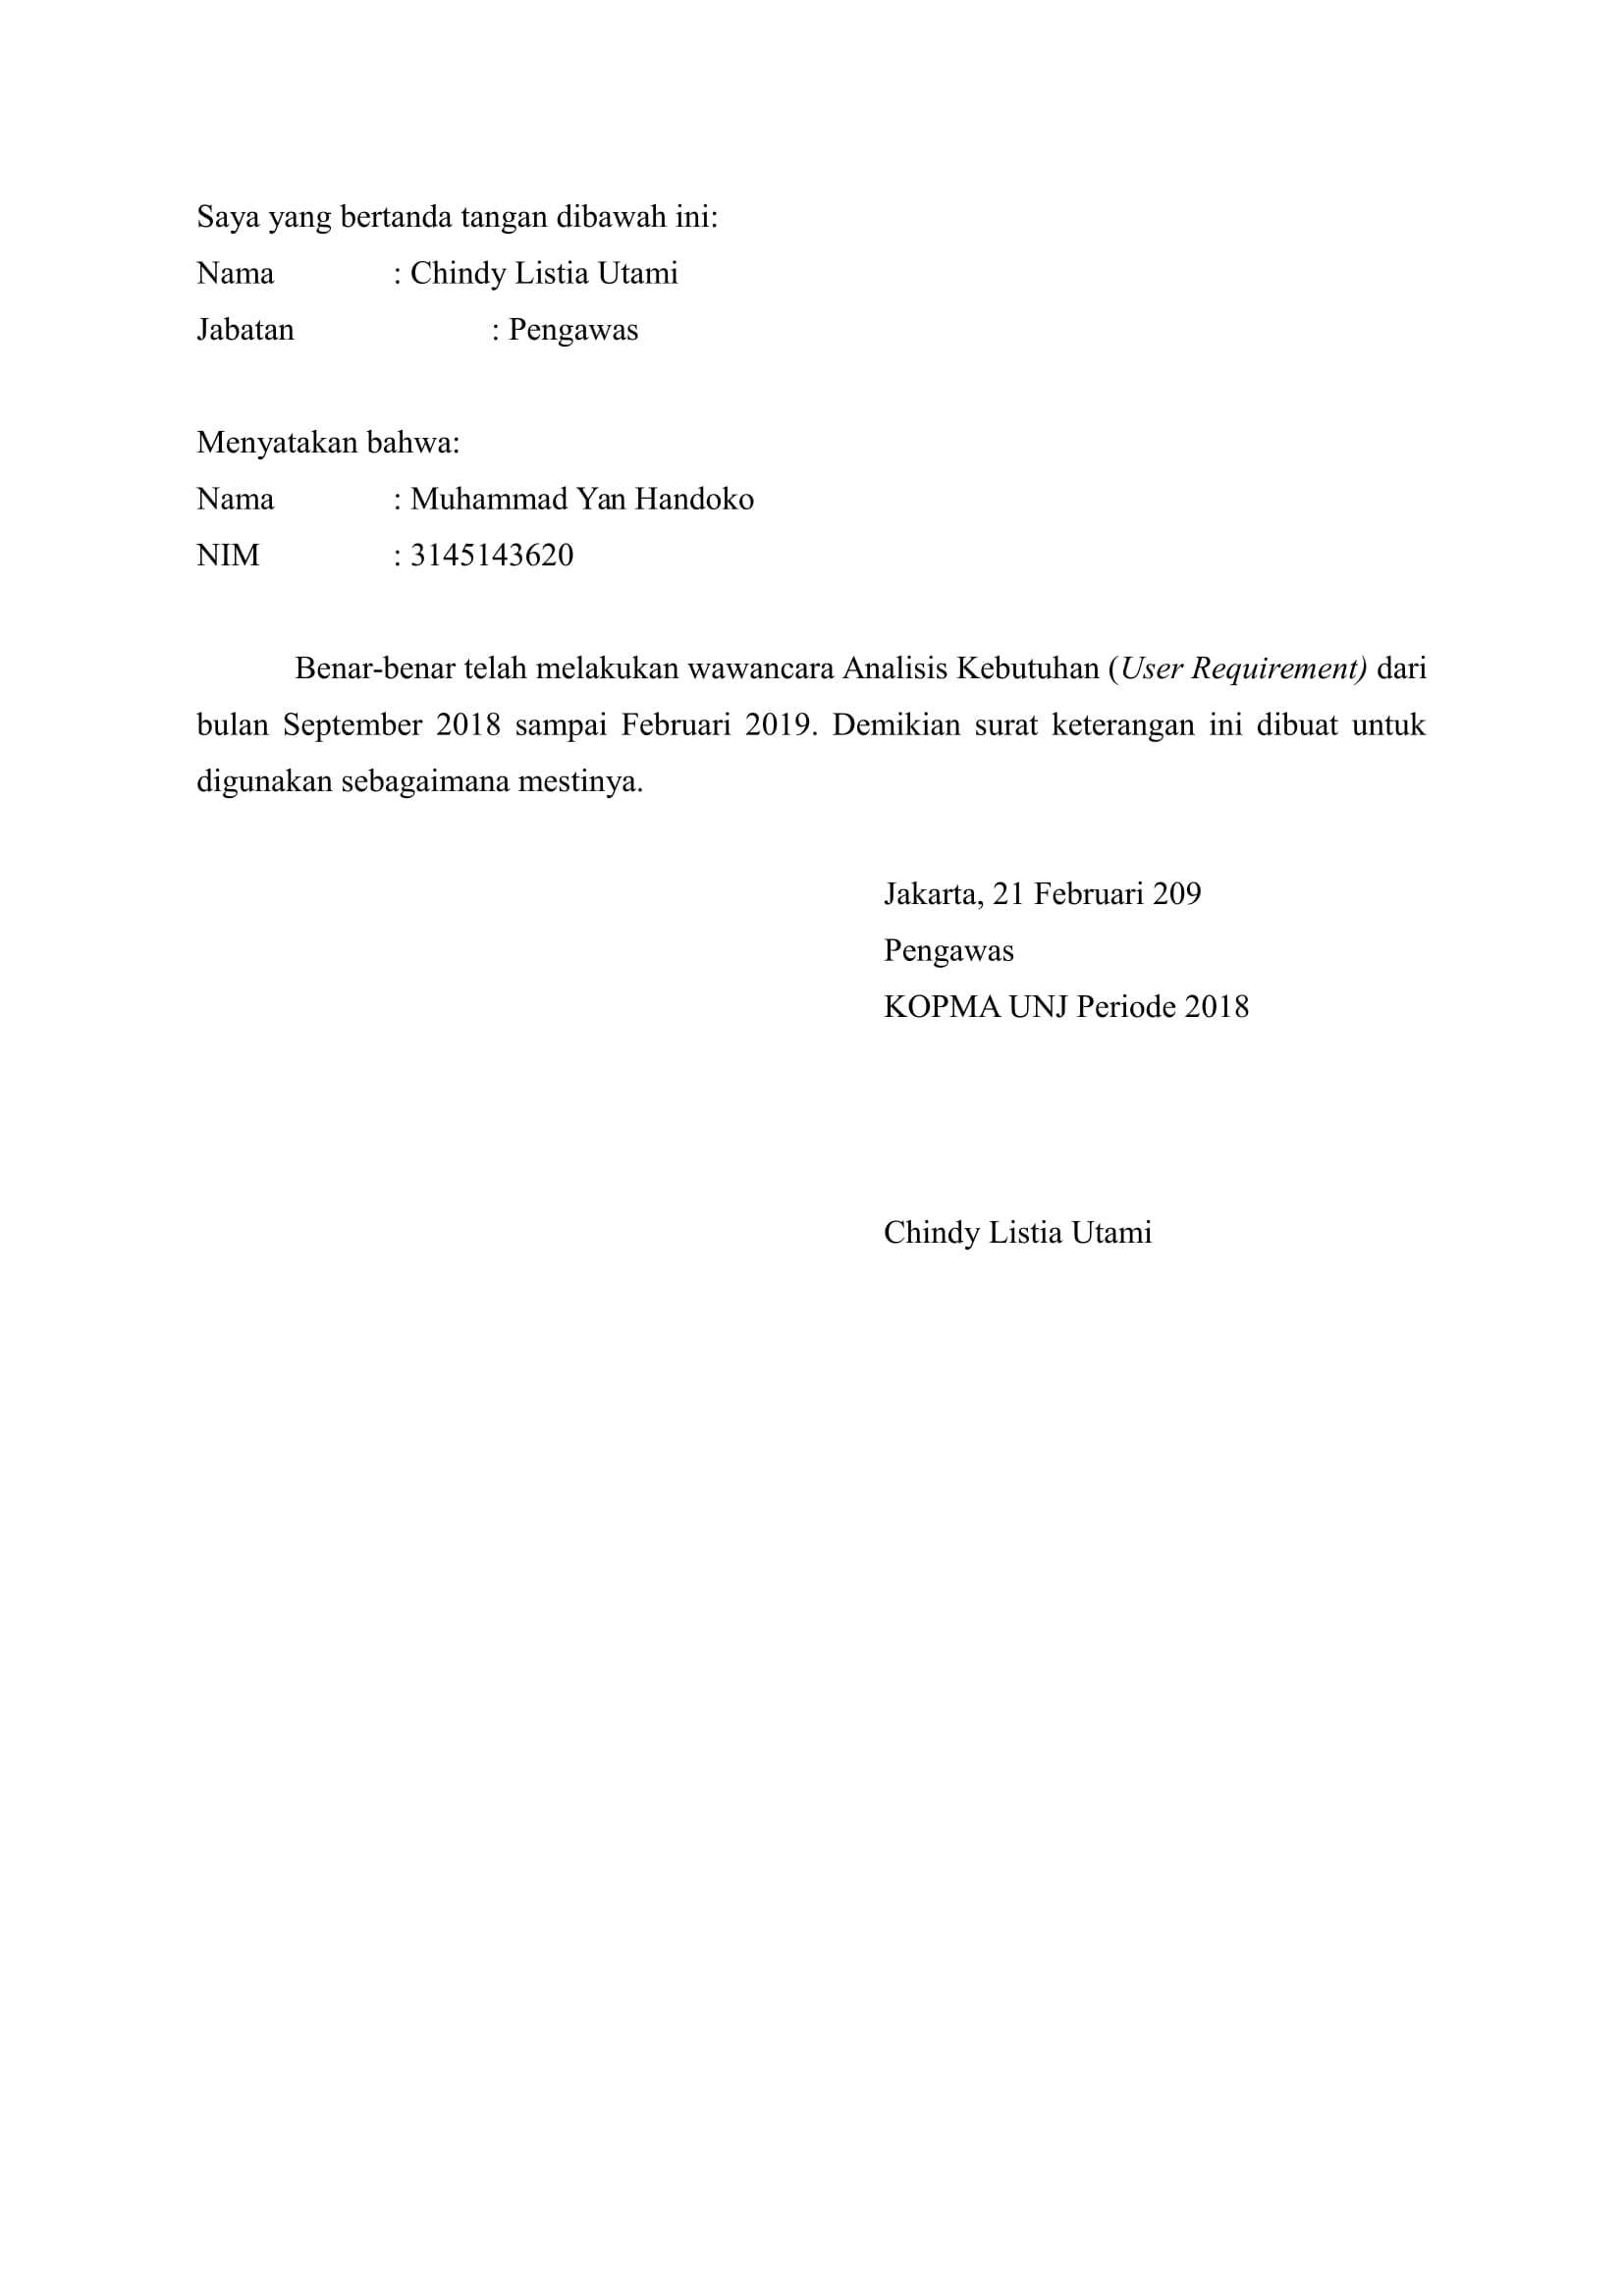 Saya yang bertanda tangan dibawah ini:
Nama : Chindy Listia Utami
Jabatan : Pengawas
Menyatakan bahwa:
Nama : Muhammad Yan Handoko
NIM : 3145143620
Benar-benar telah melakukan wawancara Analisis Kebutuhan (User Requirement) dari
bulan September 2018 sampai Februari 2019. Demikian surat keterangan ini dibuat untuk
digunakan sebagaimana mestinya.
Jakarta, 21 Februari 209
Pengawas
KOPMA UNJ Periode 2018
Chindy Listia Utami